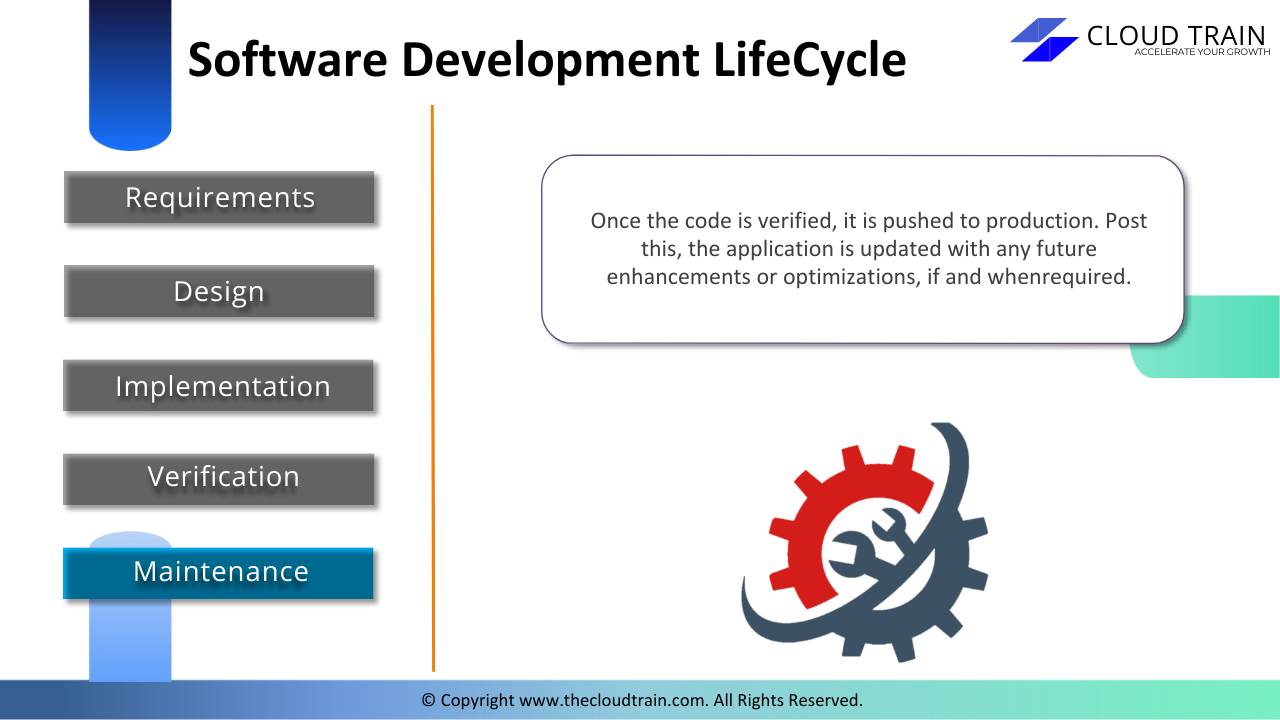 Software Development LifeCycle
CLOUD TRAIN
ACCELERATE YOUR GROWTH
Requirements
Design
Implementation
Verification
Maintenance
Once the code is verified, it is pushed to production. Post
this, the application is updated with any future
enhancements or optimizations, if and whenrequired.
© Copyright www.thecloudtrain.com. All Rights Reserved.